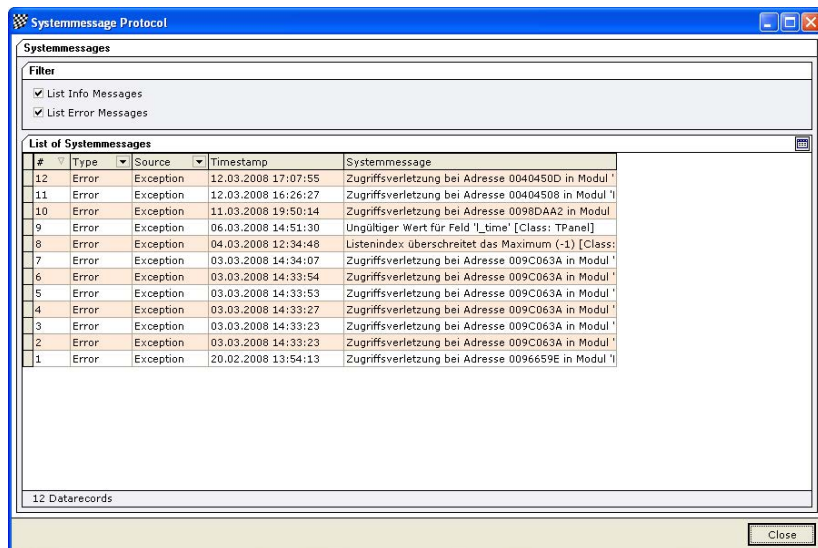 Systemmessage Protocol
Systemmessages
Filter
List Info Messages
List Error Messages
List of Systemmessages
# Type Source Timestamp Systemmessage
12 Error Exception 12.03.2008 17:07:55 Zugriffsverletzung bei Adresse 0040450D in Modul '
11 Error Exception 12.03.2008 16:26:27 Zugriffsverletzung bei Adresse 00404508 in Modul 'I
10 Error Exception 11.03.2008 19:50:14 Zugriffsverletzung bei Adresse 0098DAA2 in Modul
9 Error Exception 06.03.2008 14:51:30 Ungültiger Wert für Feld 'l_time' [Class: TPanel]
8 Error Exception 04.03.2008 12:34:48 Listenindex überschreitet das Maximum (-1) [Class:
7 Error Exception 03.03.2008 14:34:07 Zugriffsverletzung bei Adresse 009C063A in Modul '
6 Error Exception 03.03.2008 14:33:54 Zugriffsverletzung bei Adresse 009C063A in Modul '
5 Error Exception 03.03.2008 14:33:53 Zugriffsverletzung bei Adresse 009C063A in Modul '
4 Error Exception 03.03.2008 14:33:27 Zugriffsverletzung bei Adresse 009C063A in Modul '
3 Error Exception 03.03.2008 14:33:23 Zugriffsverletzung bei Adresse 009C063A in Modul '
2 Error Exception 03.03.2008 14:33:23 Zugriffsverletzung bei Adresse 009C063A in Modul '
1 Error Exception 20.02.2008 13:54:13 Zugriffsverletzung bei Adresse 0096659E in Modul 'I
12 Datarecords
Close